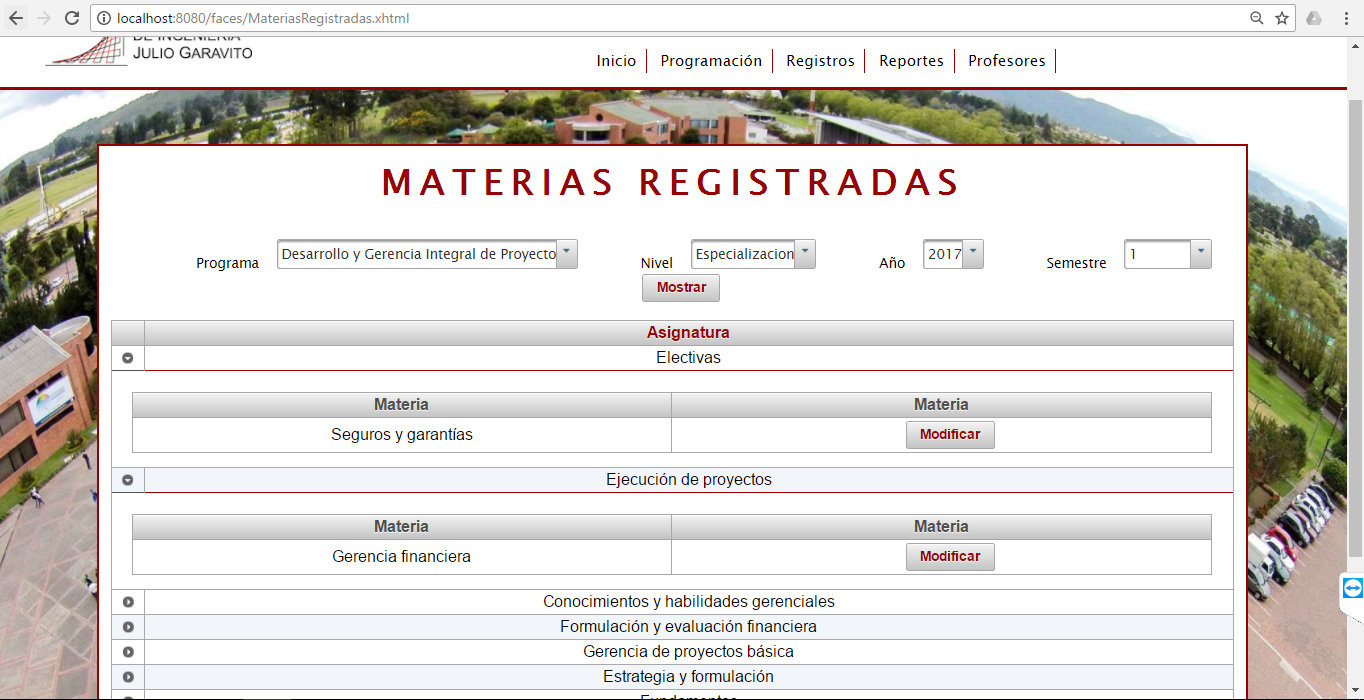 localhost:8080/faces/MateriasRegistradas.xhtml
DE INGENIERIA
JULIO GARAVITO
Inicio
Programación
Registros
Reportes
Profesores
MATERIAS REGISTRADAS
Programa
Desarrollo y Gerencia Integral de Proyecto
Nivel
Especializacion
Año
2017
Semestre
1
Mostrar
Asignatura
Electivas
Materia Materia
Seguros y garantías Modificar
Ejecución de proyectos
Materia Materia
Gerencia financiera Modificar
Conocimientos y habilidades gerenciales
Formulación y evaluación financiera
Gerencia de proyectos básica
Estrategia y formulación
Fundamentos